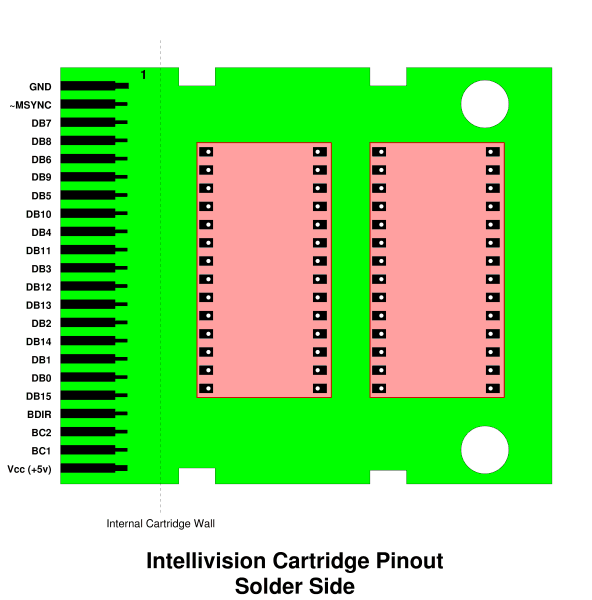 1
GND
~MSYNC
DB7
DB8
DB6
DB9
DB5
DB10
DB4
DB11
DB3
DB12
DB13
DB2
DB14
DB1
DB0
DB15
BDIR
BC2
BC1
Vcc (+5v)
Internal Cartridge Wall
Intellivision Cartridge Pinout
Solder Side